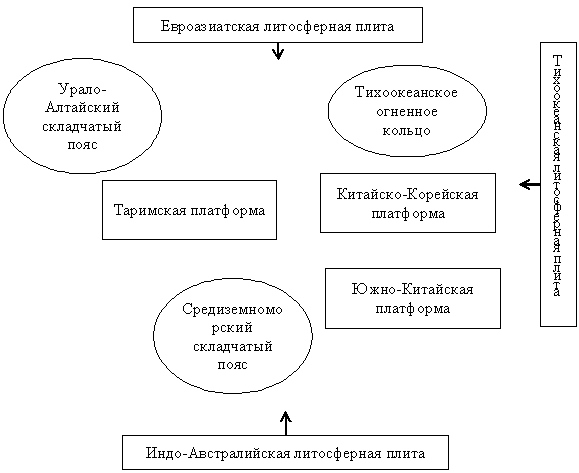 Евроазиатская литосферная плита
Урало-
Алтайский
складчатый
пояс
Тихоокеанское
огненное
кольцо
Тихоокеанская литосферная плита
Таримская платформа
Китайско-Корейская
платформа
Южно-Китайская
платформа
Средиземномо
рский
складчатый
пояс
Индо-Австралийская литосферная плита